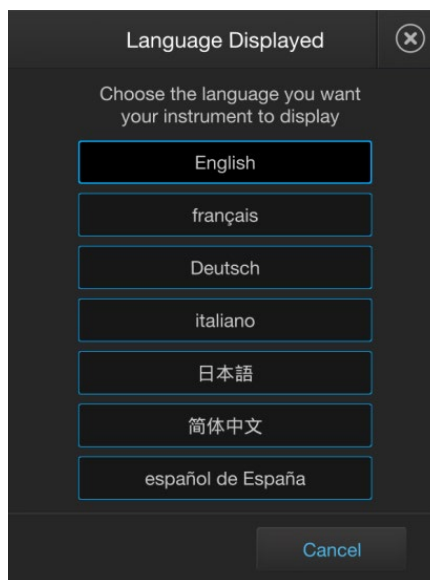 Language Displayed
Choose the language you want
your instrument to display
English
français
Deutsch
italiano
日本語
简体中文
español de España
Cancel